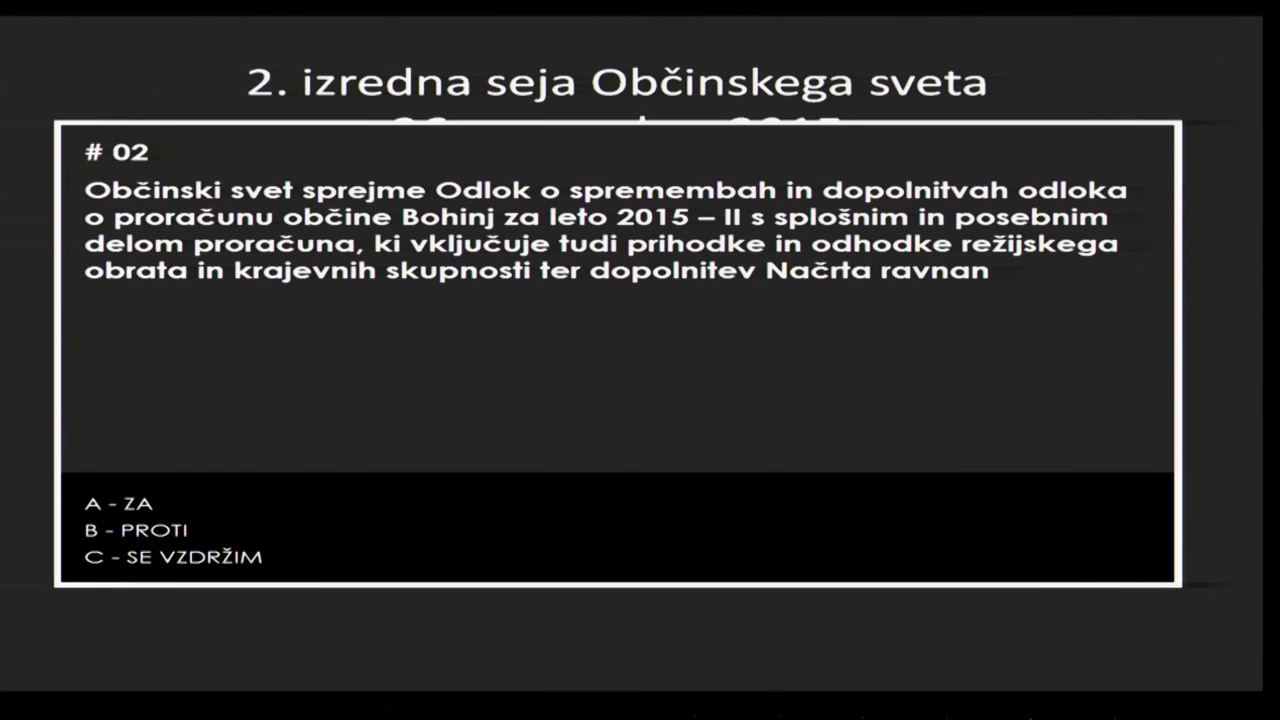 2. izredna seja Občinskega sveta
# 02
Občinski svet sprejme Odlok o spremembah in dopolnitvah odloka
o proračunu občine Bohinj za leto 2015 – II s splošnim in posebnim
delom proračuna, ki vključuje tudi prihodke in odhodke režijskega
obrata in krajevnih skupnosti ter dopolnitev Načrta ravnan
A - ZA
B - PROTI
C - SE VZDRŽIM